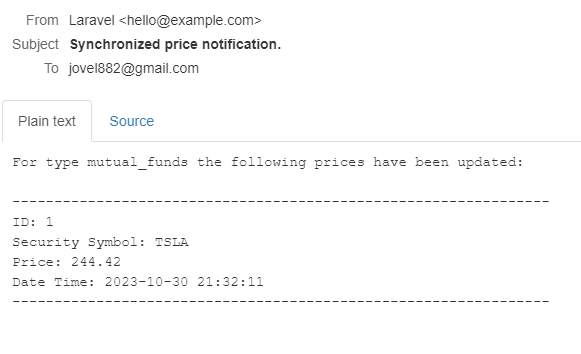 From Laravel <hello@example.com>
Subject Synchronized price notification.
To jovel882@gmail.com
Plain text Source
For type mutual_funds the following prices have been updated:
----------------------------------------------------------------
ID: 1
Security Symbol: TSLA
Price: 244.42
Date Time: 2023-10-30 21:32:11
----------------------------------------------------------------